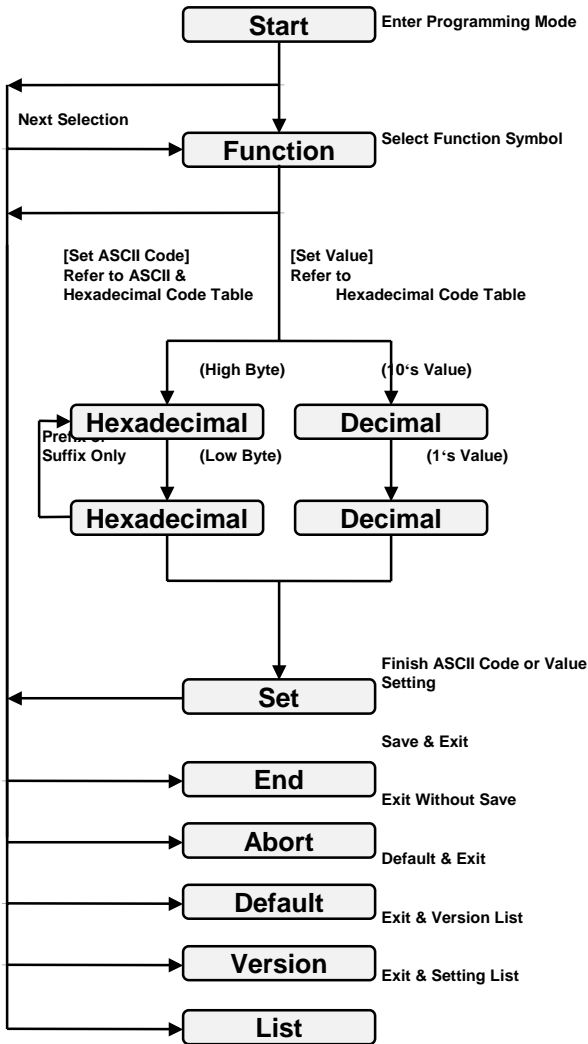 Start
Enter Programming Mode
Next Selection
Function
Select Function Symbol
[Set ASCII Code]
Refer to ASCII &
Hexadecimal Code Table
[Set Value]
Refer to
Hexadecimal Code Table
(High Byte)
(10‘s Value)
Hexadecimal
Decimal
Prefix or
Suffix Only
(Low Byte)
(1‘s Value)
Hexadecimal
Decimal
Finish ASCII Code or Value
Setting
Set
Save & Exit
End
Exit Without Save
Abort
Default & Exit
Default
Exit & Version List
Version
Exit & Setting List
List